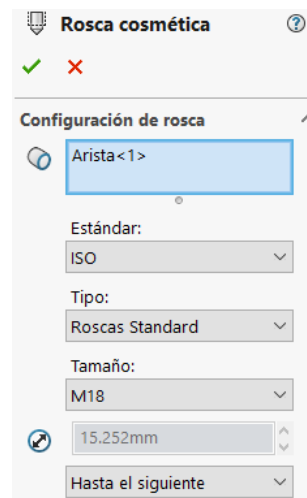 Rosca cosmética
Configuración de rosca
Arista<1>
Estándar:
ISO
Tipo:
Roscas Standard
Tamaño:
M18
15.252mm
Hasta el siguiente